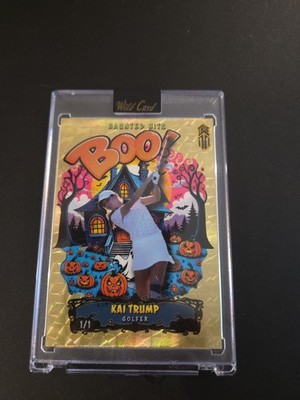 Wild Card
HAUNTED HITS
BOO!
KAI TRUMP
GOLFER
1/1